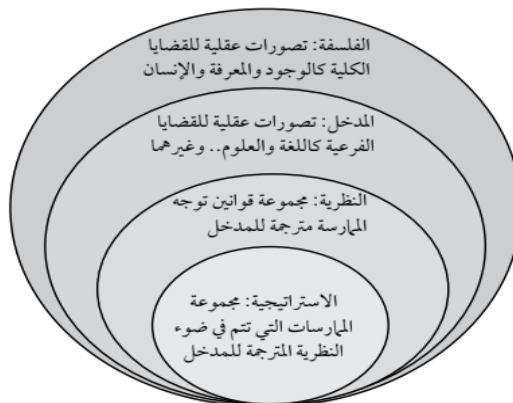 الفلسفة: تصورات عقلية للقضايا
الكلية كالوجود والمعرفة والإنسان
المدخل: تصورات عقلية للقضايا
الفرعية كاللغة والعلوم.. وغيرهما
النظرية: مجموعة قوانين توجه
الممارسة مترجمة للمدخل
الاستراتيجية: مجموعة
الممارسات التي تتم في ضوء
النظرية المترجمة للمدخل